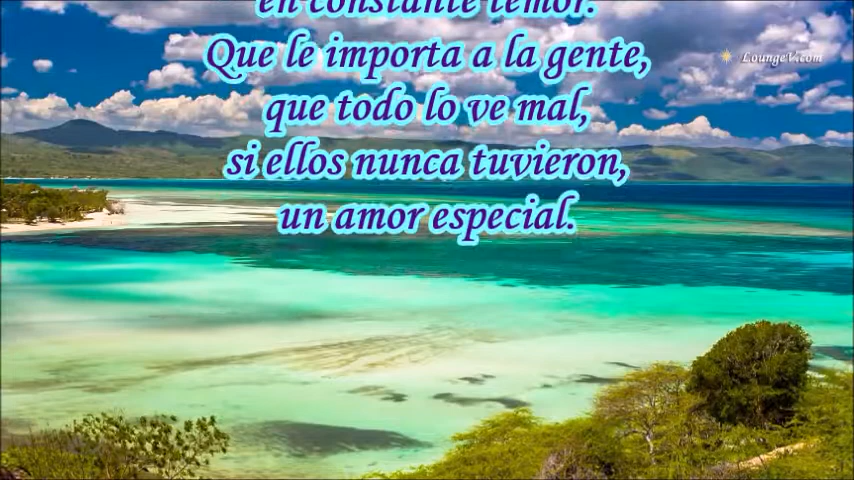 en constante temor.
Que le importa a la gente,
que todo lo ve mal,
si ellos nunca tuvieron,
un amor especial.
LoungeV.com